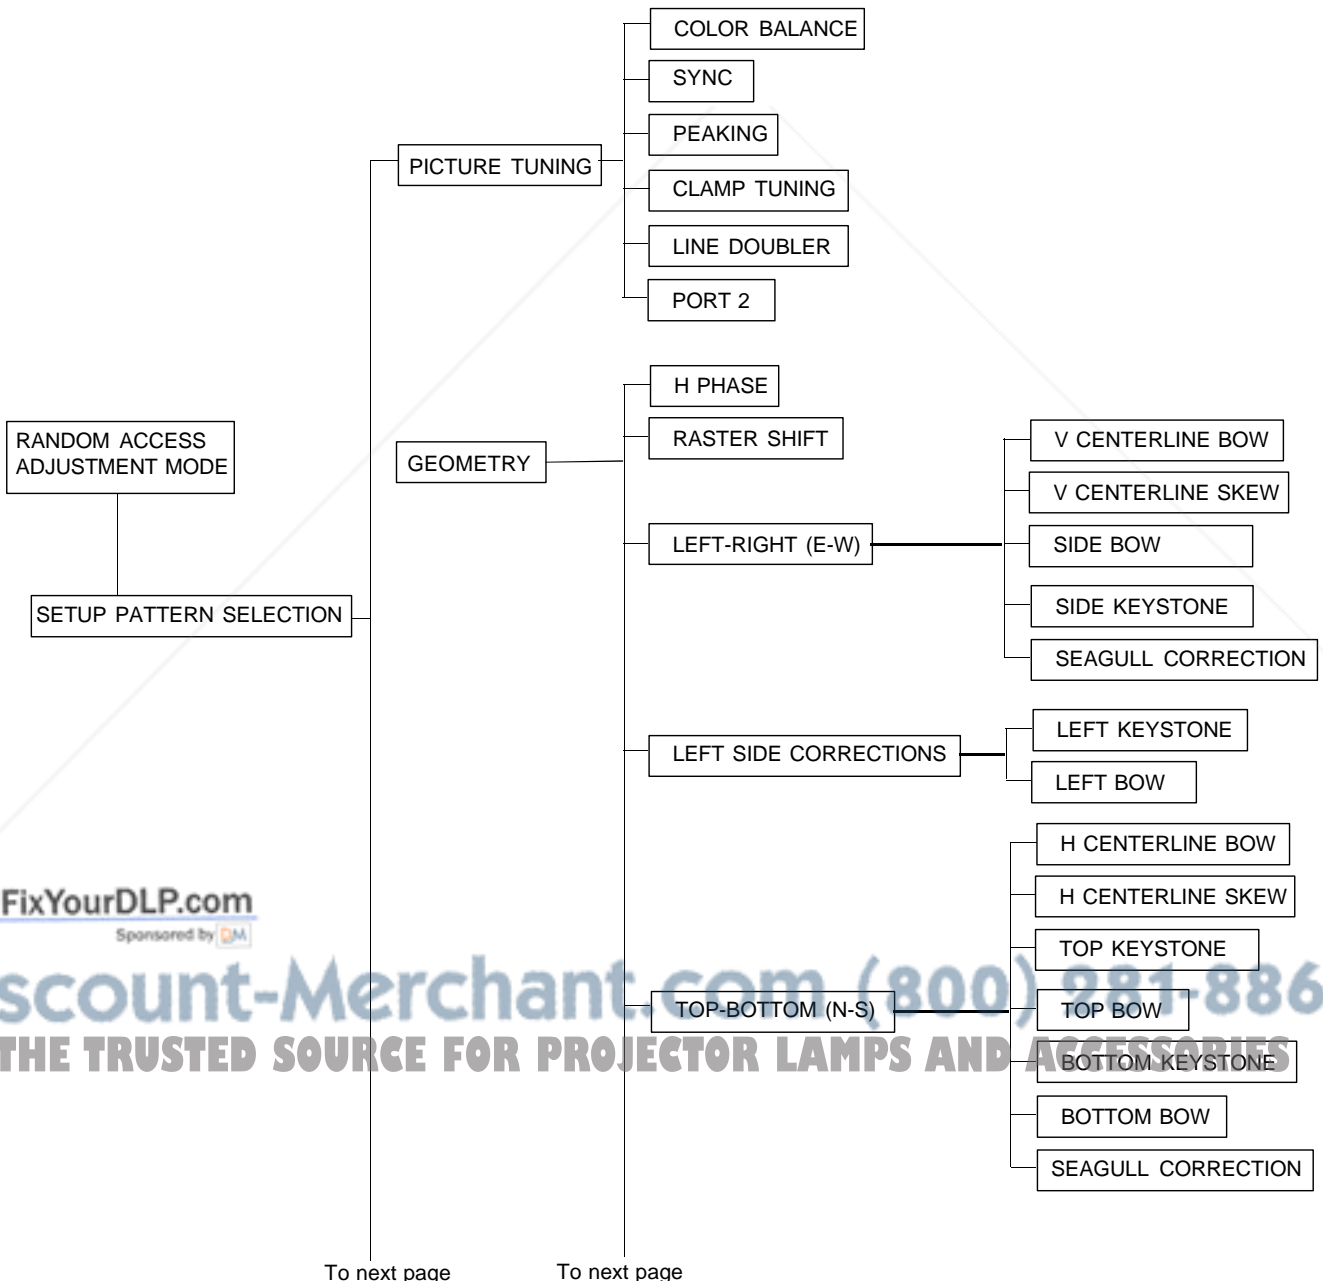 COLOR BALANCE
SYNC
PEAKING
PICTURE TUNING
CLAMP TUNING
LINE DOUBLER
PORT 2
H PHASE
RASTER SHIFT
RANDOM ACCESS
ADJUSTMENT MODE
GEOMETRY
V CENTERLINE BOW
V CENTERLINE SKEW
LEFT-RIGHT (E-W)
SIDE BOW
SIDE KEYSTONE
SETUP PATTERN SELECTION
SEAGULL CORRECTION
LEFT KEYSTONE
LEFT SIDE CORRECTIONS
LEFT BOW
H CENTERLINE BOW
H CENTERLINE SKEW
FixYourDLP.com
Sponsored by DM
TOP KEYSTONE
scount-Merchant.com (800) 281-886
TOP-BOTTOM (N-S)
TOP BOW
THE TRUSTED SOURCE FOR PROJECTOR LAMPS AND ACCESSORIES
BOTTOM KEYSTONE
BOTTOM BOW
SEAGULL CORRECTION
To next page
To next page